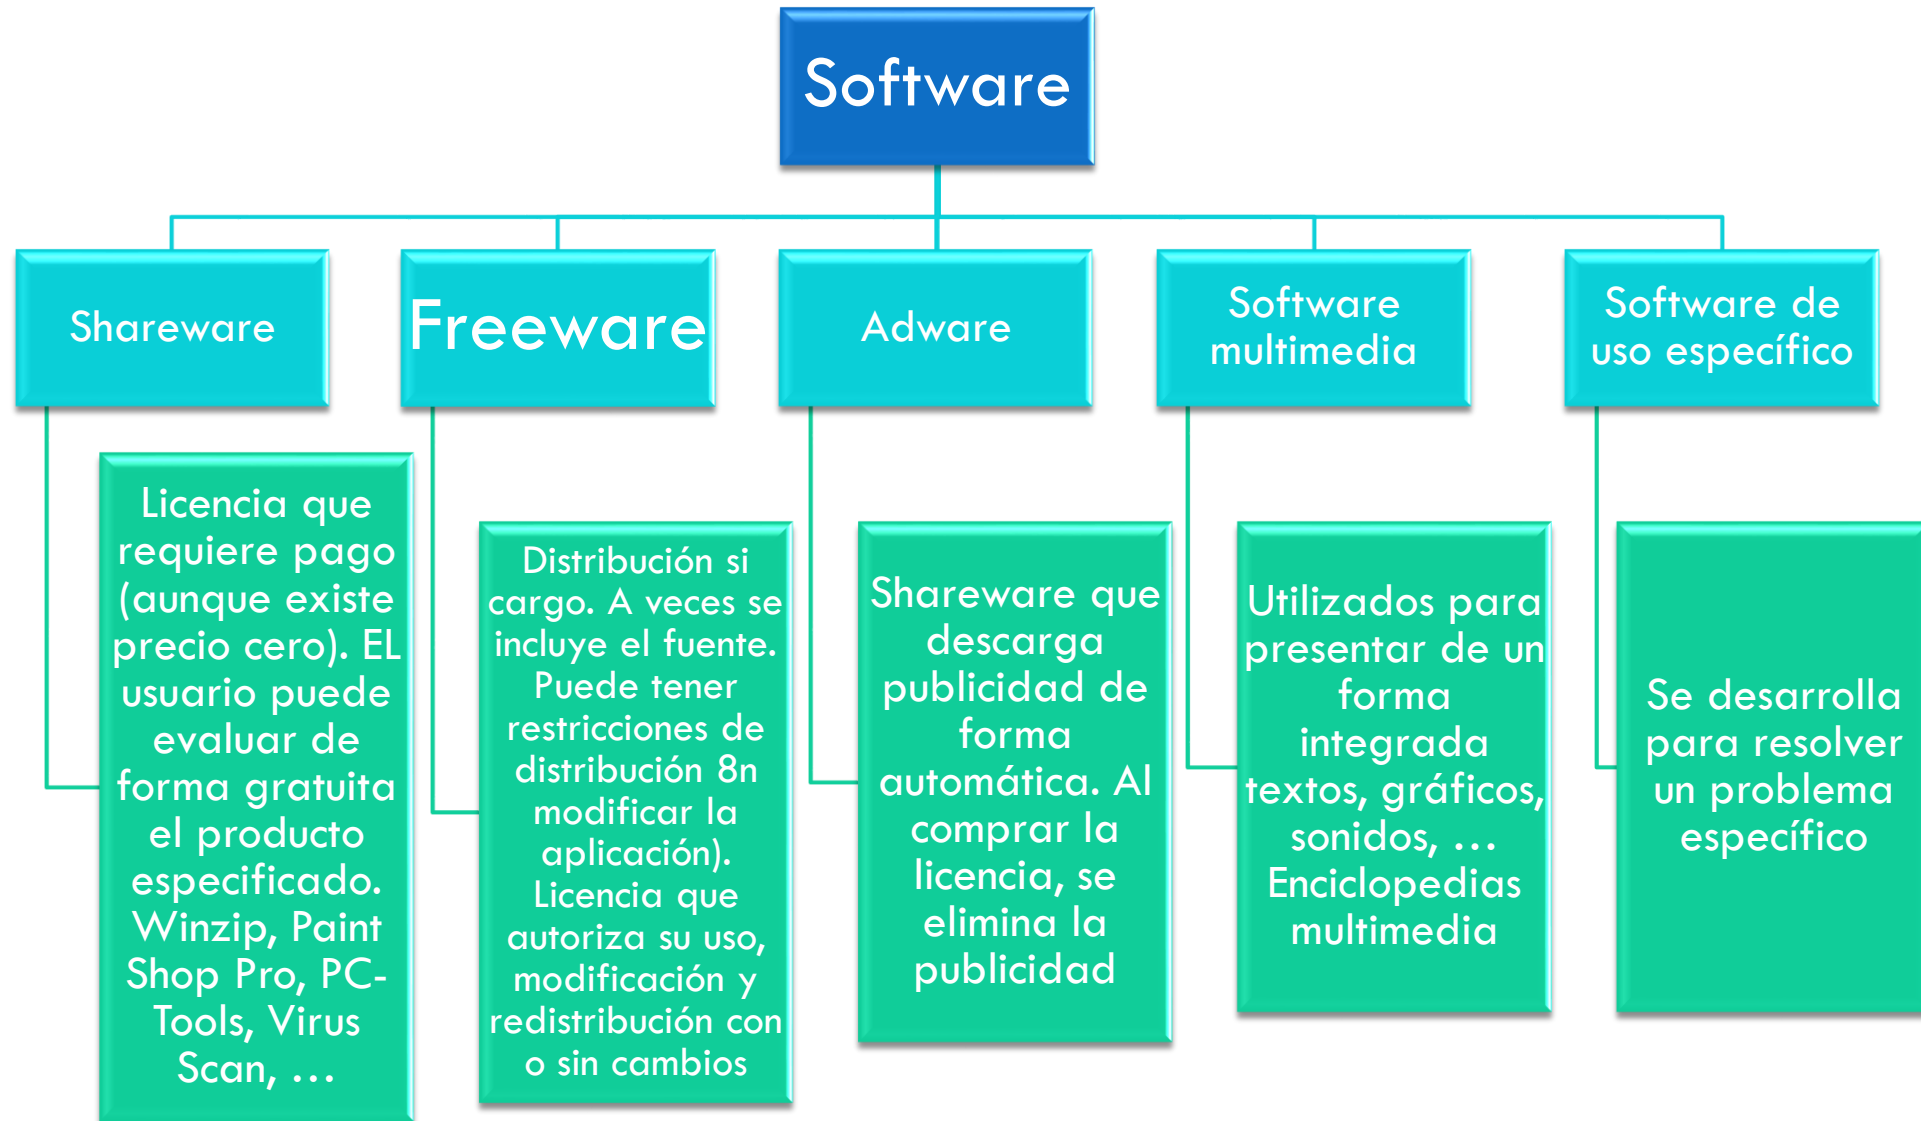 Software
Shareware
Licencia que
requiere pago
(aunque existe
precio cero). EL
usuario puede
evaluar de
forma gratuita
el producto
especificado.
Winzip, Paint
Shop Pro, PC-
Tools, Virus
Scan, …
Freeware
Distribución si
cargo. A veces se
incluye el fuente.
Puede tener
restricciones de
distribución 8n
modificar la
aplicación).
Licencia que
autoriza su uso,
modificación y
redistribución con
o sin cambios
Adware
Shareware que
descarga
publicidad de
forma
automática. Al
comprar la
licencia, se
elimina la
publicidad
Software
multimedia
Utilizados para
presentar de un
forma
integrada
textos, gráficos,
sonidos, …
Enciclopedias
multimedia
Software de
uso específico
Se desarrolla
para resolver
un problema
específico